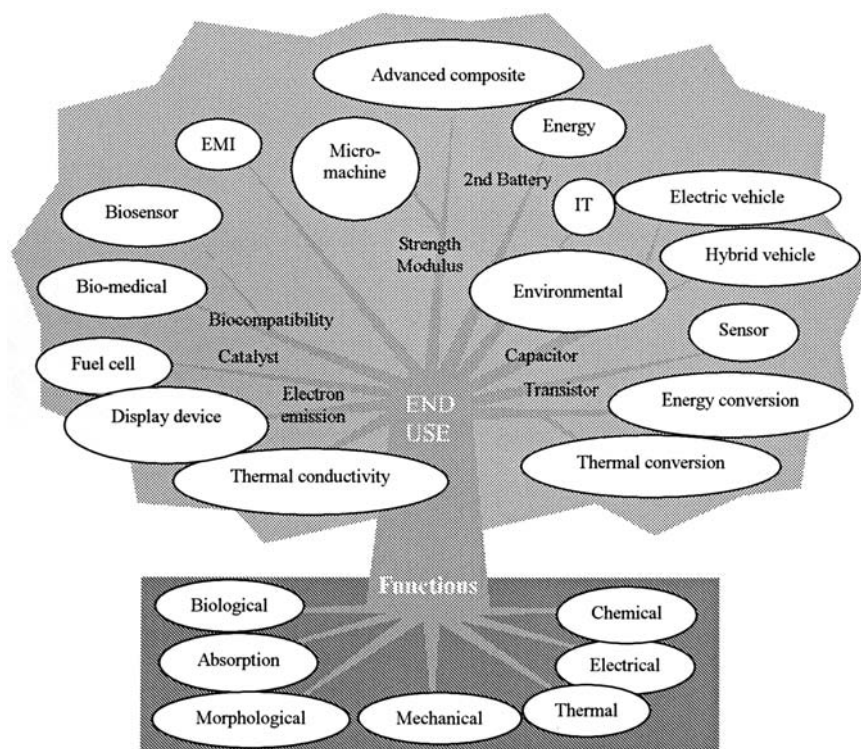 Advanced composite
Energy
EMI
Micro-
machine
2nd Battery
Electric vehicle
IT
Biosensor
Strength
Modulus
Hybrid vehicle
Bio-medical
Environmental
Biocompatibility
Sensor
Catalyst
Capacitor
Fuel cell
Electron
emission
Transistor
Display device
END
USE
Energy conversion
Thermal conductivity
Thermal conversion
Functions
Biological
Chemical
Absorption
Electrical
Morphological
Mechanical
Thermal